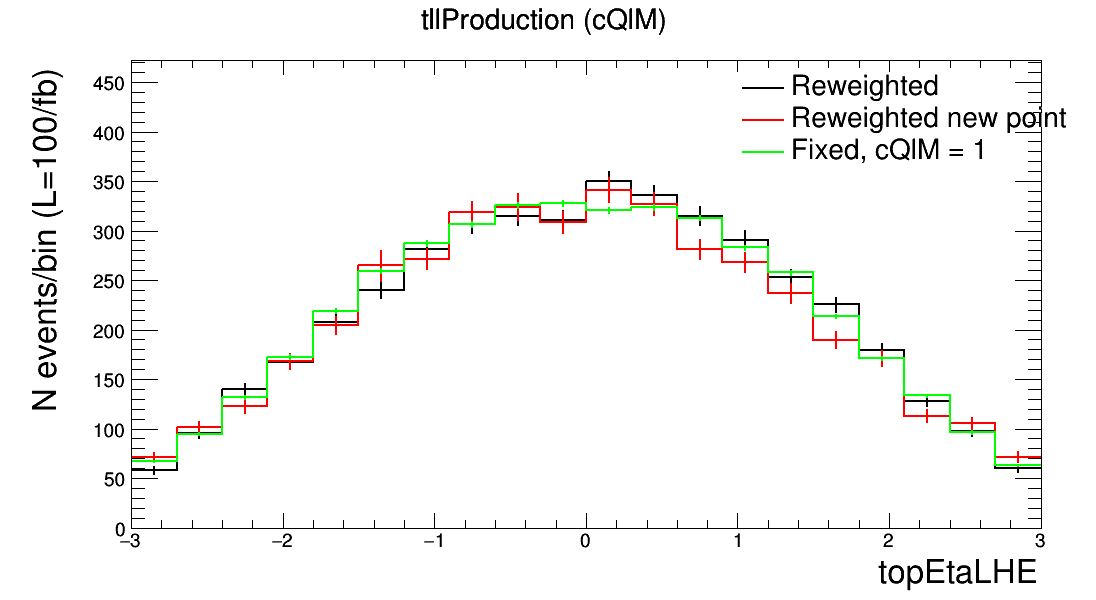 tllProduction (cQlM)
N events/bin (L=100/fb)
450
400
350
300
250
200
150
100
50
0
Reweighted
Reweighted new point
Fixed, cQlM = 1
−3
−2
−1
0
1
2
3
topEtaLHE